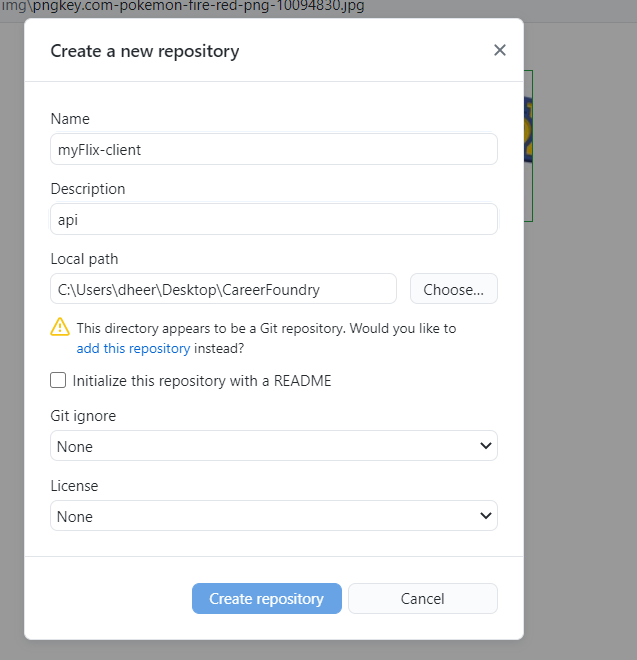 img\pngkey.com-pokemon-fire-red-png-10094830.jpg
Create a new repository
Name
myFlix-client
Description
api
Local path
C:\Users\dheer\Desktop\CareerFoundry
Choose...
This directory appears to be a Git repository. Would you like to
add this repository instead?
Initialize this repository with a README
Git ignore
None
License
None
Create repository
Cancel